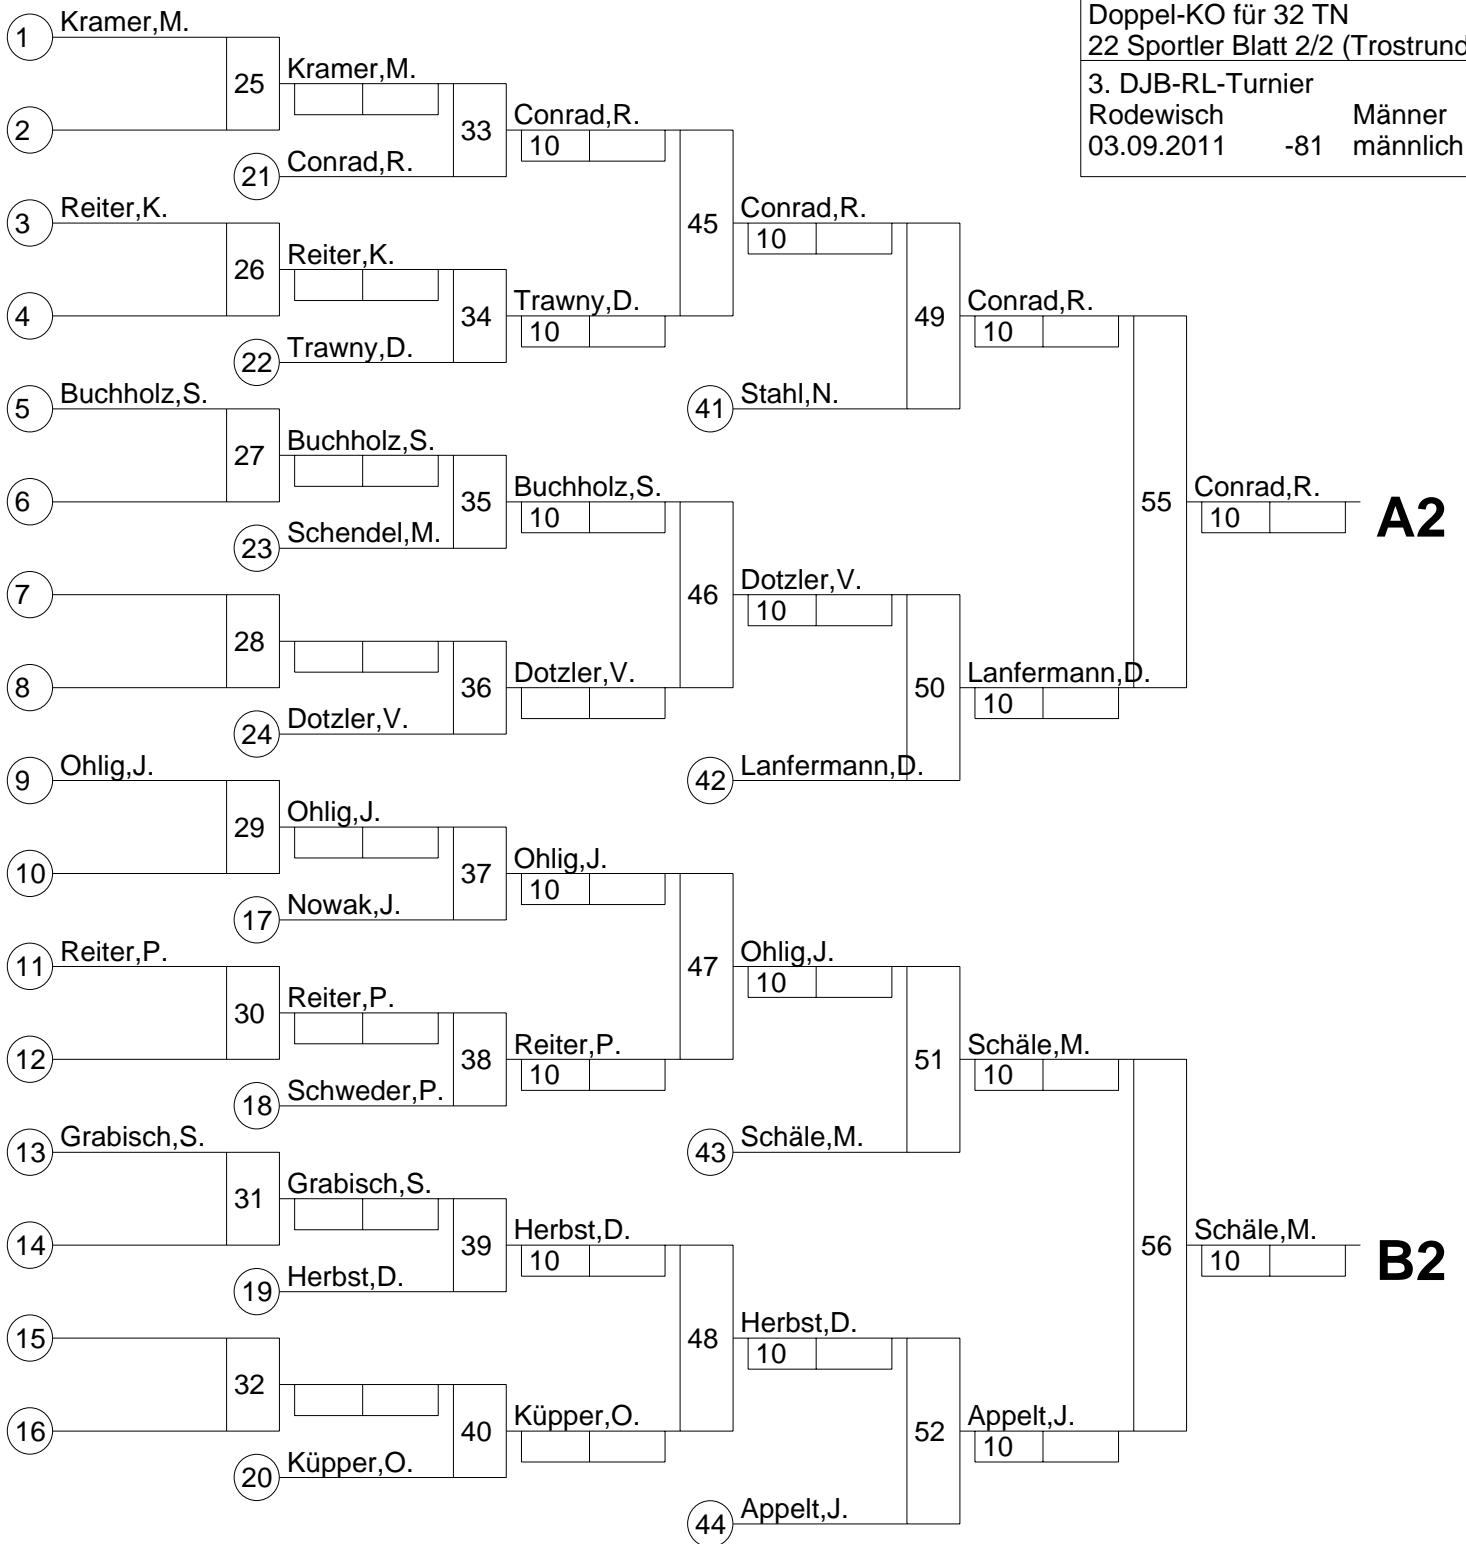 Doppel-KO für 32 TN
22 Sportler Blatt 2/2 (Trostrund
3. DJB-RL-Turnier
Rodewisch Männer
03.09.2011 -81 männlich
1 Kramer,M.
25 Kramer,M.
2
33 Conrad,R.
10
21 Conrad,R.
3 Reiter,K.
45 Conrad,R.
10
26 Reiter,K.
4
34 Trawny,D.
10
22 Trawny,D.
49 Conrad,R.
10
5 Buchholz,S.
41 Stahl,N.
27 Buchholz,S.
6
35 Buchholz,S.
10
23 Schendel,M.
55 Conrad,R.
10
A2
7
46 Dotzler,V.
10
28
8
36 Dotzler,V.
24 Dotzler,V.
50 Lanfermann,D.
10
9 Ohlig,J.
42 Lanfermann,D.
29 Ohlig,J.
10
37 Ohlig,J.
10
17 Nowak,J.
11 Reiter,P.
47 Ohlig,J.
10
30 Reiter,P.
12
38 Reiter,P.
10
18 Schweder,P.
51 Schäle,M.
10
13 Grabisch,S.
43 Schäle,M.
31 Grabisch,S.
14
39 Herbst,D.
10
19 Herbst,D.
56 Schäle,M.
10
B2
15
48 Herbst,D.
10
32
16
40 Küpper,O.
20 Küpper,O.
52 Appelt,J.
10
44 Appelt,J.